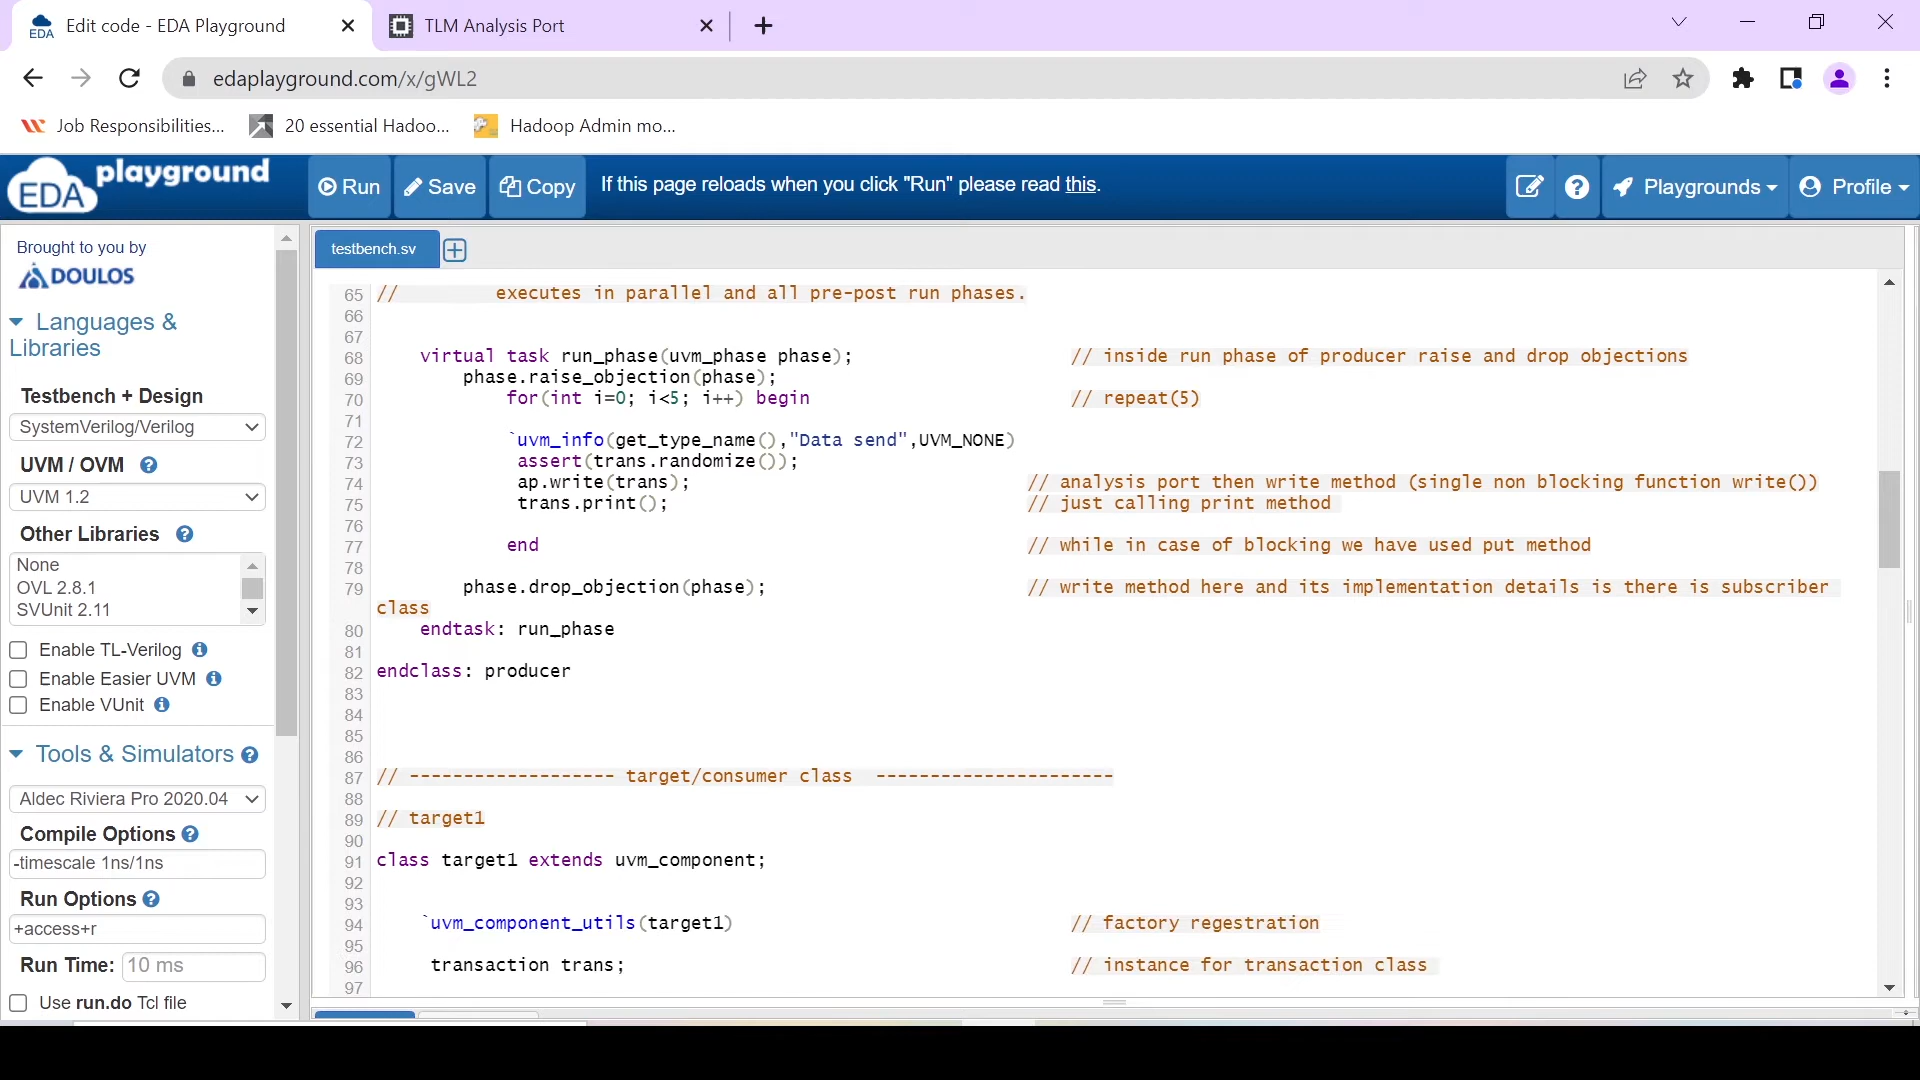 Edit code - EDA Playground
TLM Analysis Port
edaplayground.com/x/gWL2
Job Responsibilities...
20 essential Hadoo...
Hadoop Admin mo...
EDA playground
Run
Save
Copy
If this page reloads when you click "Run" please read this.
Playgrounds
Profile
Brought to you by
DOULOS
Languages & Libraries
Testbench + Design
SystemVerilog/Verilog
UVM / OVM
UVM 1.2
Other Libraries
None
OVL 2.8.1
SVUnit 2.11
Enable TL-Verilog
Enable Easier UVM
Enable VUnit
Tools & Simulators
Aldec Riviera Pro 2020.04
Compile Options
-timescale 1ns/1ns
Run Options
+access+r
Run Time: 10 ms
Use run.do Tcl file
testbench.sv
65 // executes in parallel and all pre-post run phases.
66
67
68 virtual task run_phase(uvm_phase phase); // inside run phase of producer raise and drop objections
69 phase.raise_objection(phase);
70 for(int i=0; i<5; i++) begin // repeat(5)
71
72 `uvm_info(get_type_name(),"Data send",UVM_NONE)
73 assert(trans.randomize());
74 ap.write(trans); // analysis port then write method (single non blocking function write())
75 trans.print(); // just calling print method
76
77 end // while in case of blocking we have used put method
78
79 phase.drop_objection(phase); // write method here and its implementation details is there is subscriber
class
80 endtask: run_phase
81
82 endclass: producer
83
84
85
86
87 // ------------------- target/consumer class ----------------------
88
89 // target1
90
91 class target1 extends uvm_component;
92
93
94 `uvm_component_utils(target1) // factory regestration
95
96 transaction trans; // instance for transaction class
97